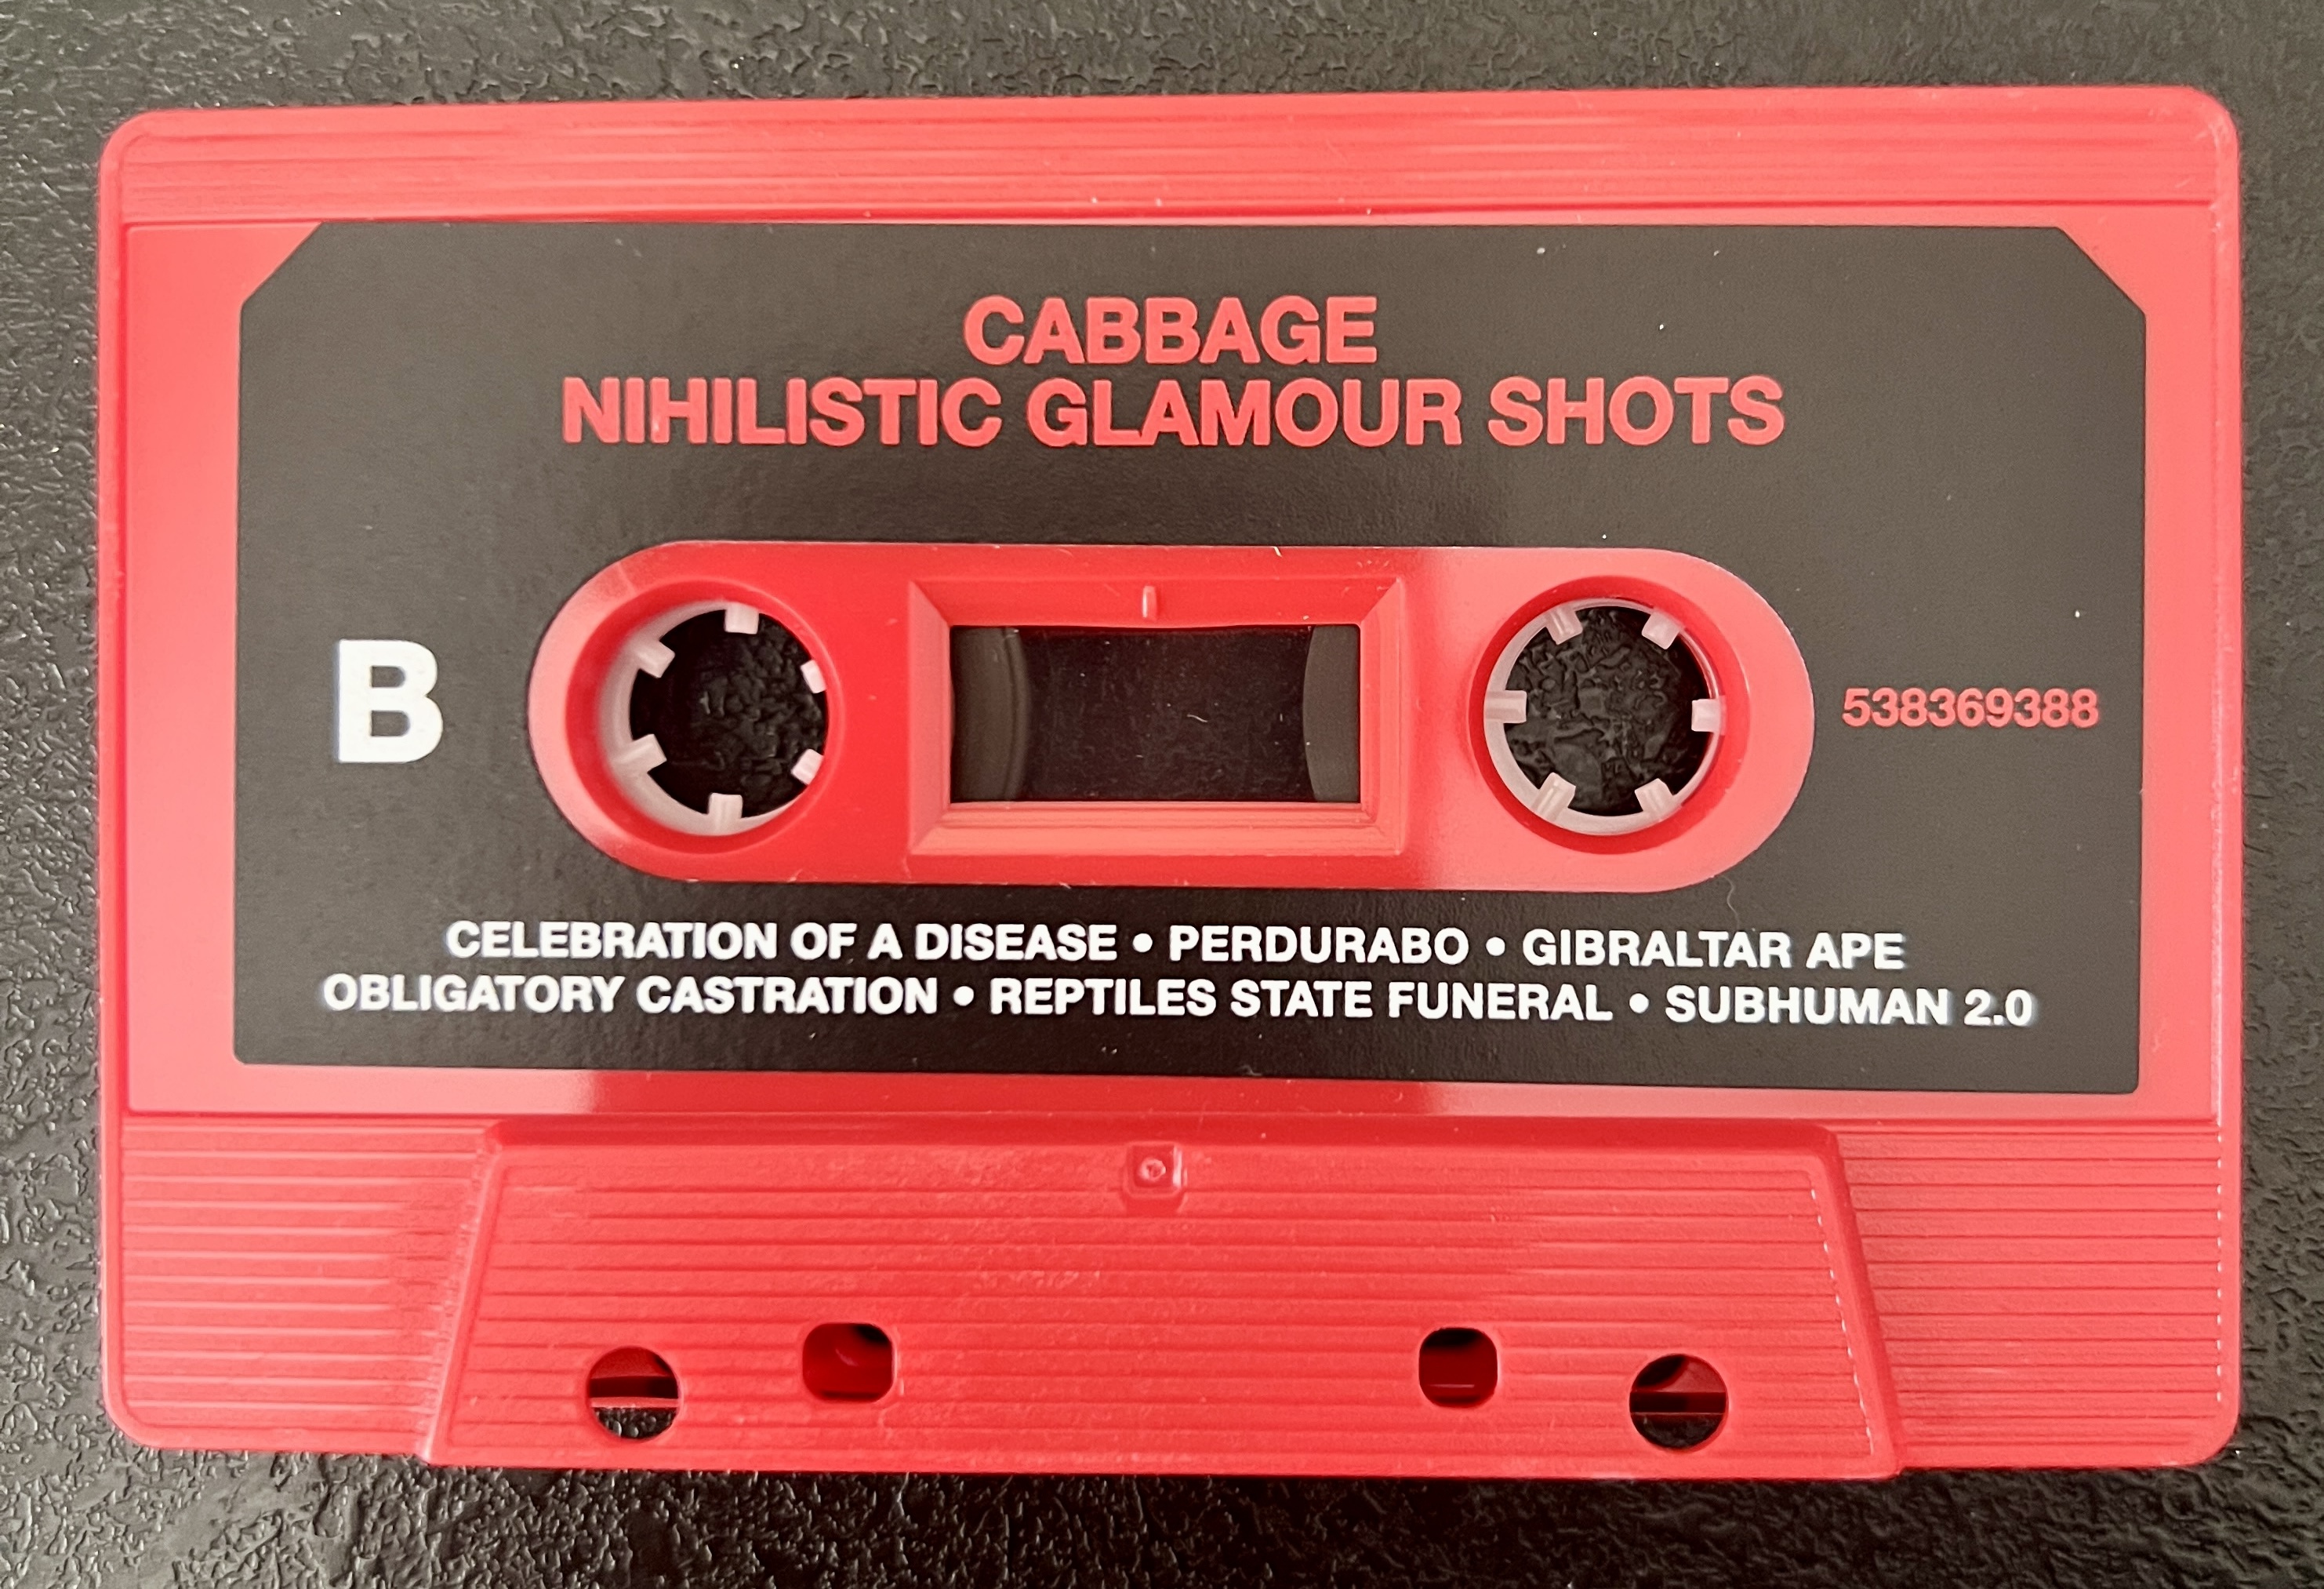 CABBAGE
NIHILISTIC GLAMOUR SHOTS
B
538369388
CELEBRATION OF A DISEASE • PERDURABO • GIBRALTAR APE
OBLIGATORY CASTRATION • REPTILES STATE FUNERAL • SUBHUMAN 2.0